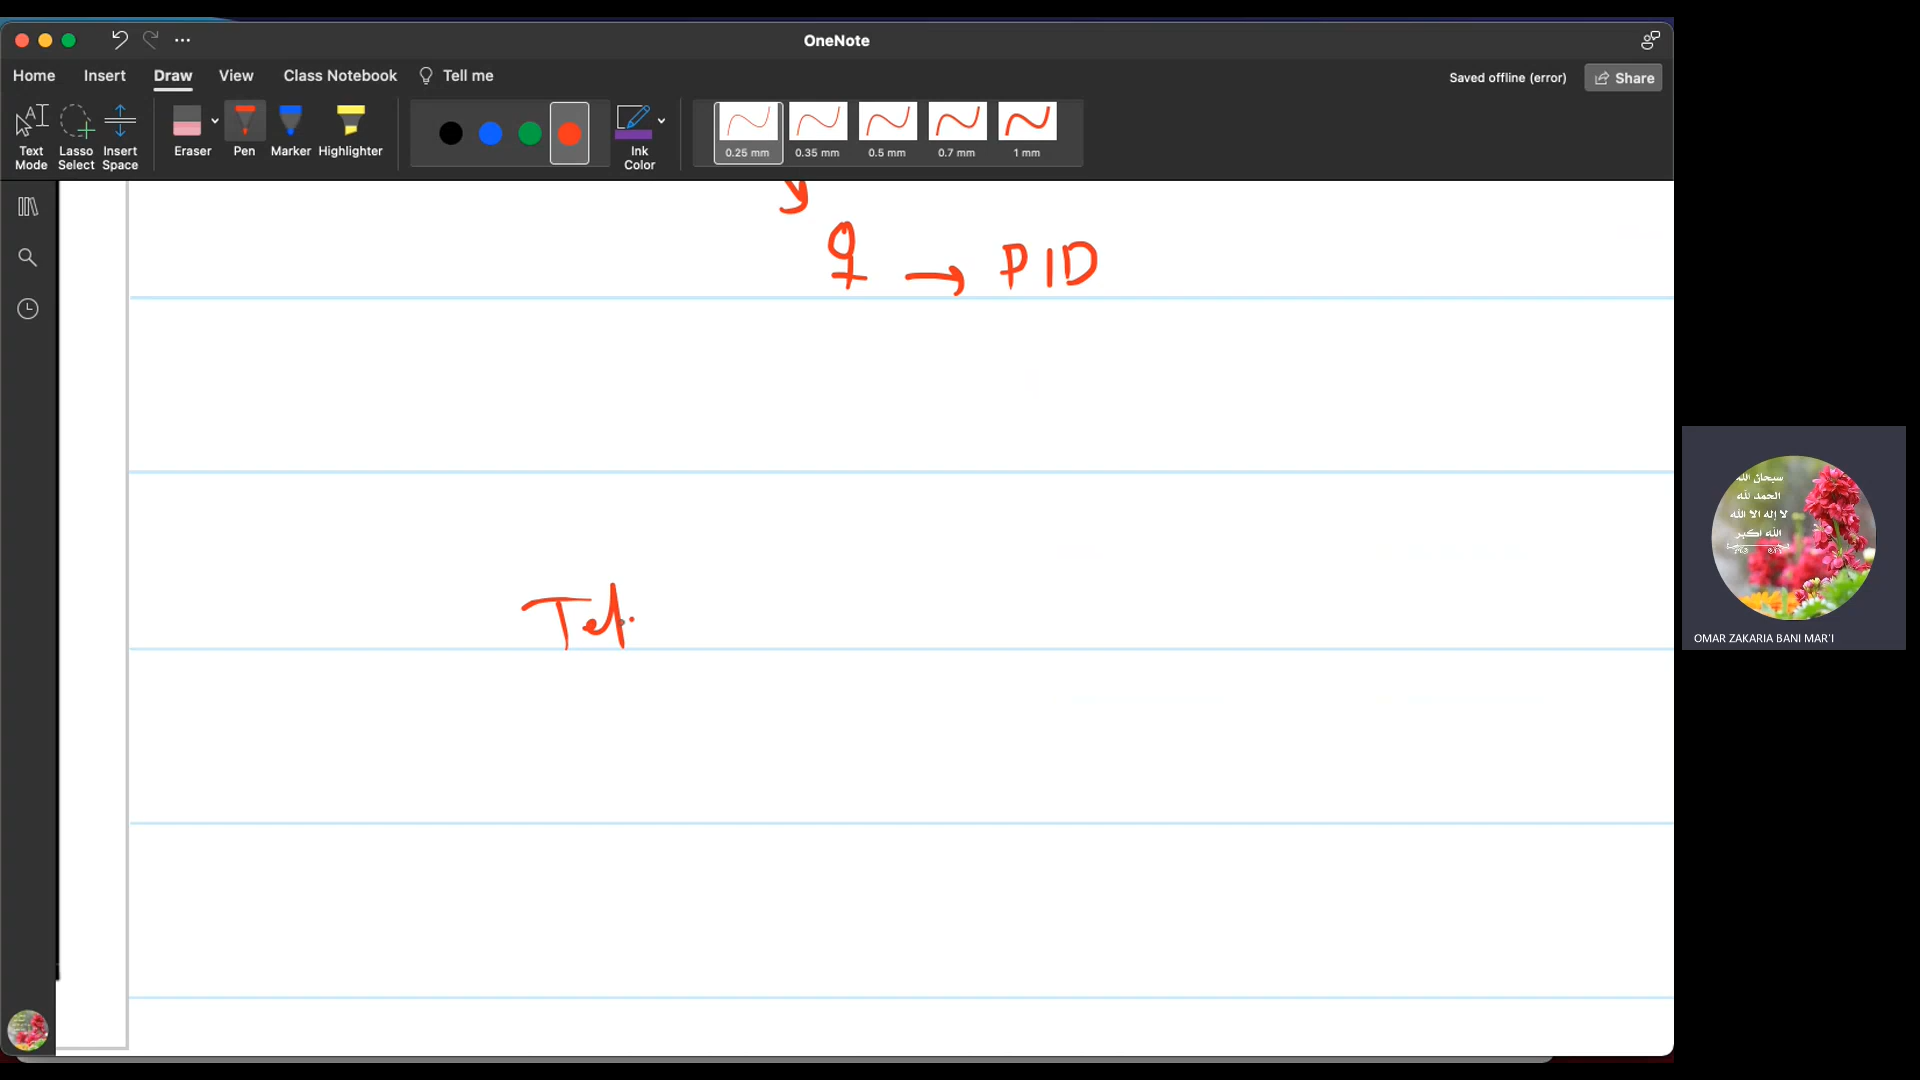 OneNote
Home Insert Draw View Class Notebook Tell me
Saved offline (error) Share
Text Mode
Lasso Select
Insert Space
Eraser
Pen
Marker
Highlighter
Ink Color
0.25 mm 0.35 mm 0.5 mm 0.7 mm 1 mm
→ PID
سبحان الله
الحمد لله
لا إله الا الله
الله اكبر
OMAR ZAKARIA BANI MAR'I